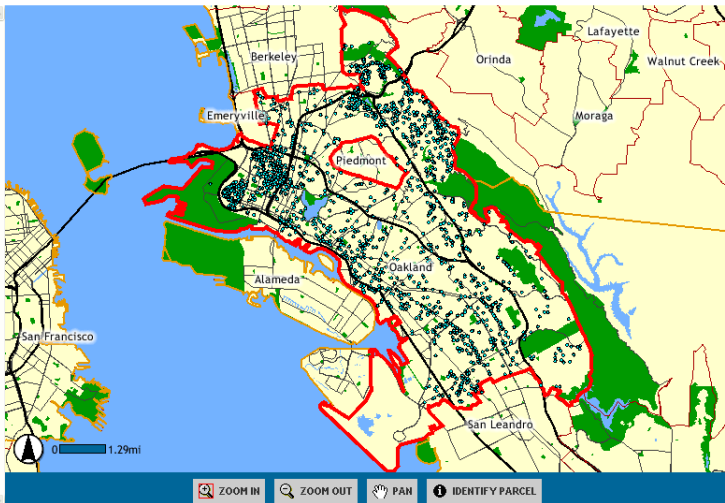 Lafayette
Berkeley
Orinda
Walnut Creek
Emeryville
Moraga
Piedmont
Oakland
Alameda
San Francisco
San Leandro
0 1.29mi
ZOOM IN ZOOM OUT PAN IDENTIFY PARCEL